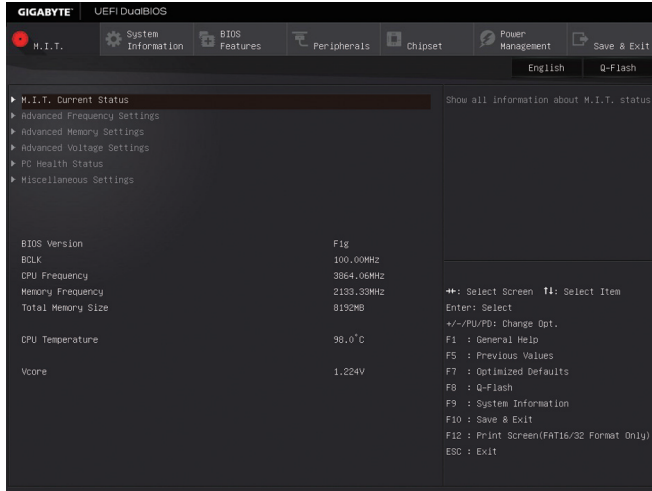 GIGABYTE™ UEFI DualBIOS
M.I.T. System Information BIOS Features Peripherals Chipset Power Management Save & Exit
English Q-Flash
M.I.T. Current Status
Advanced Frequency Settings
Advanced Memory Settings
Advanced Voltage Settings
PC Health Status
Miscellaneous Settings
BIOS Version F1g
BCLK 100.00MHz
CPU Frequency 3864.06MHz
Memory Frequency 2133.33MHz
Total Memory Size 8192MB
CPU Temperature 98.0°C
Vcore 1.224V
Show all information about M.I.T. status
→←: Select Screen ↑↓: Select Item
Enter: Select
+/-/PU/PD: Change Opt.
F1 : General Help
F5 : Previous Values
F7 : Optimized Defaults
F8 : Q-Flash
F9 : System Information
F10 : Save & Exit
F12 : Print Screen(FAT16/32 Format Only)
ESC : Exit